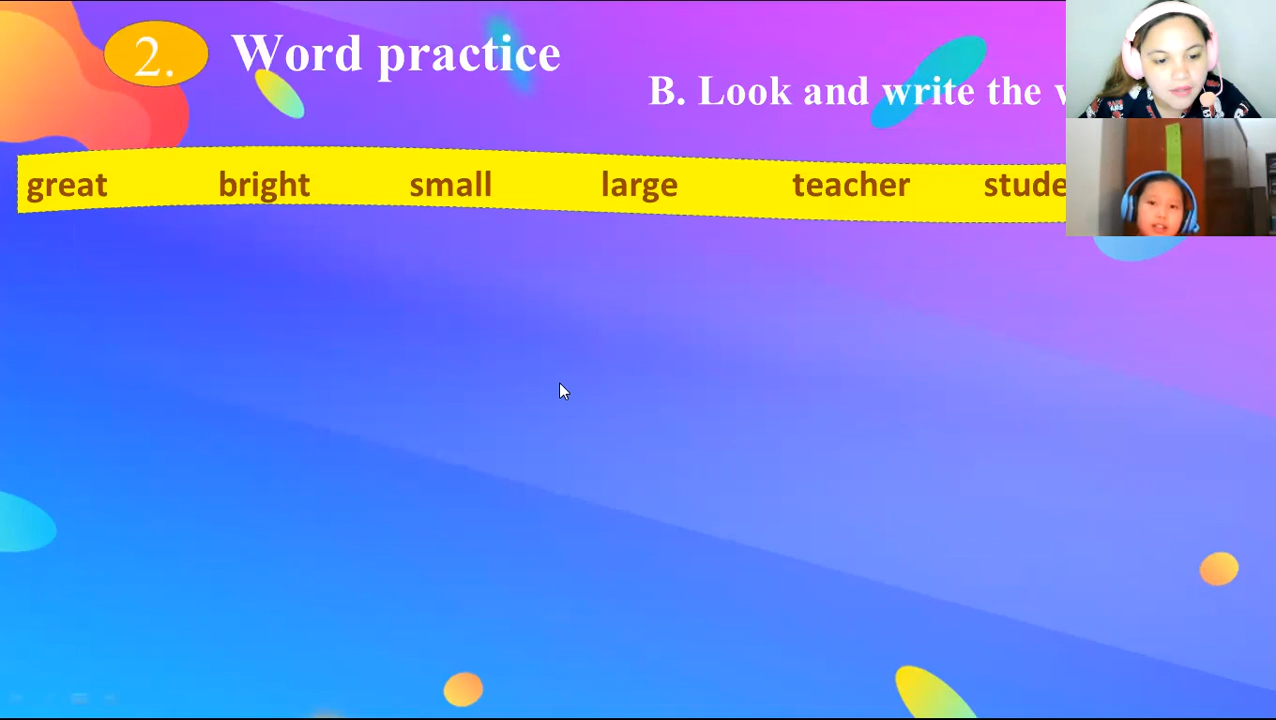 2. Word practice
B. Look and write the
great bright small large teacher